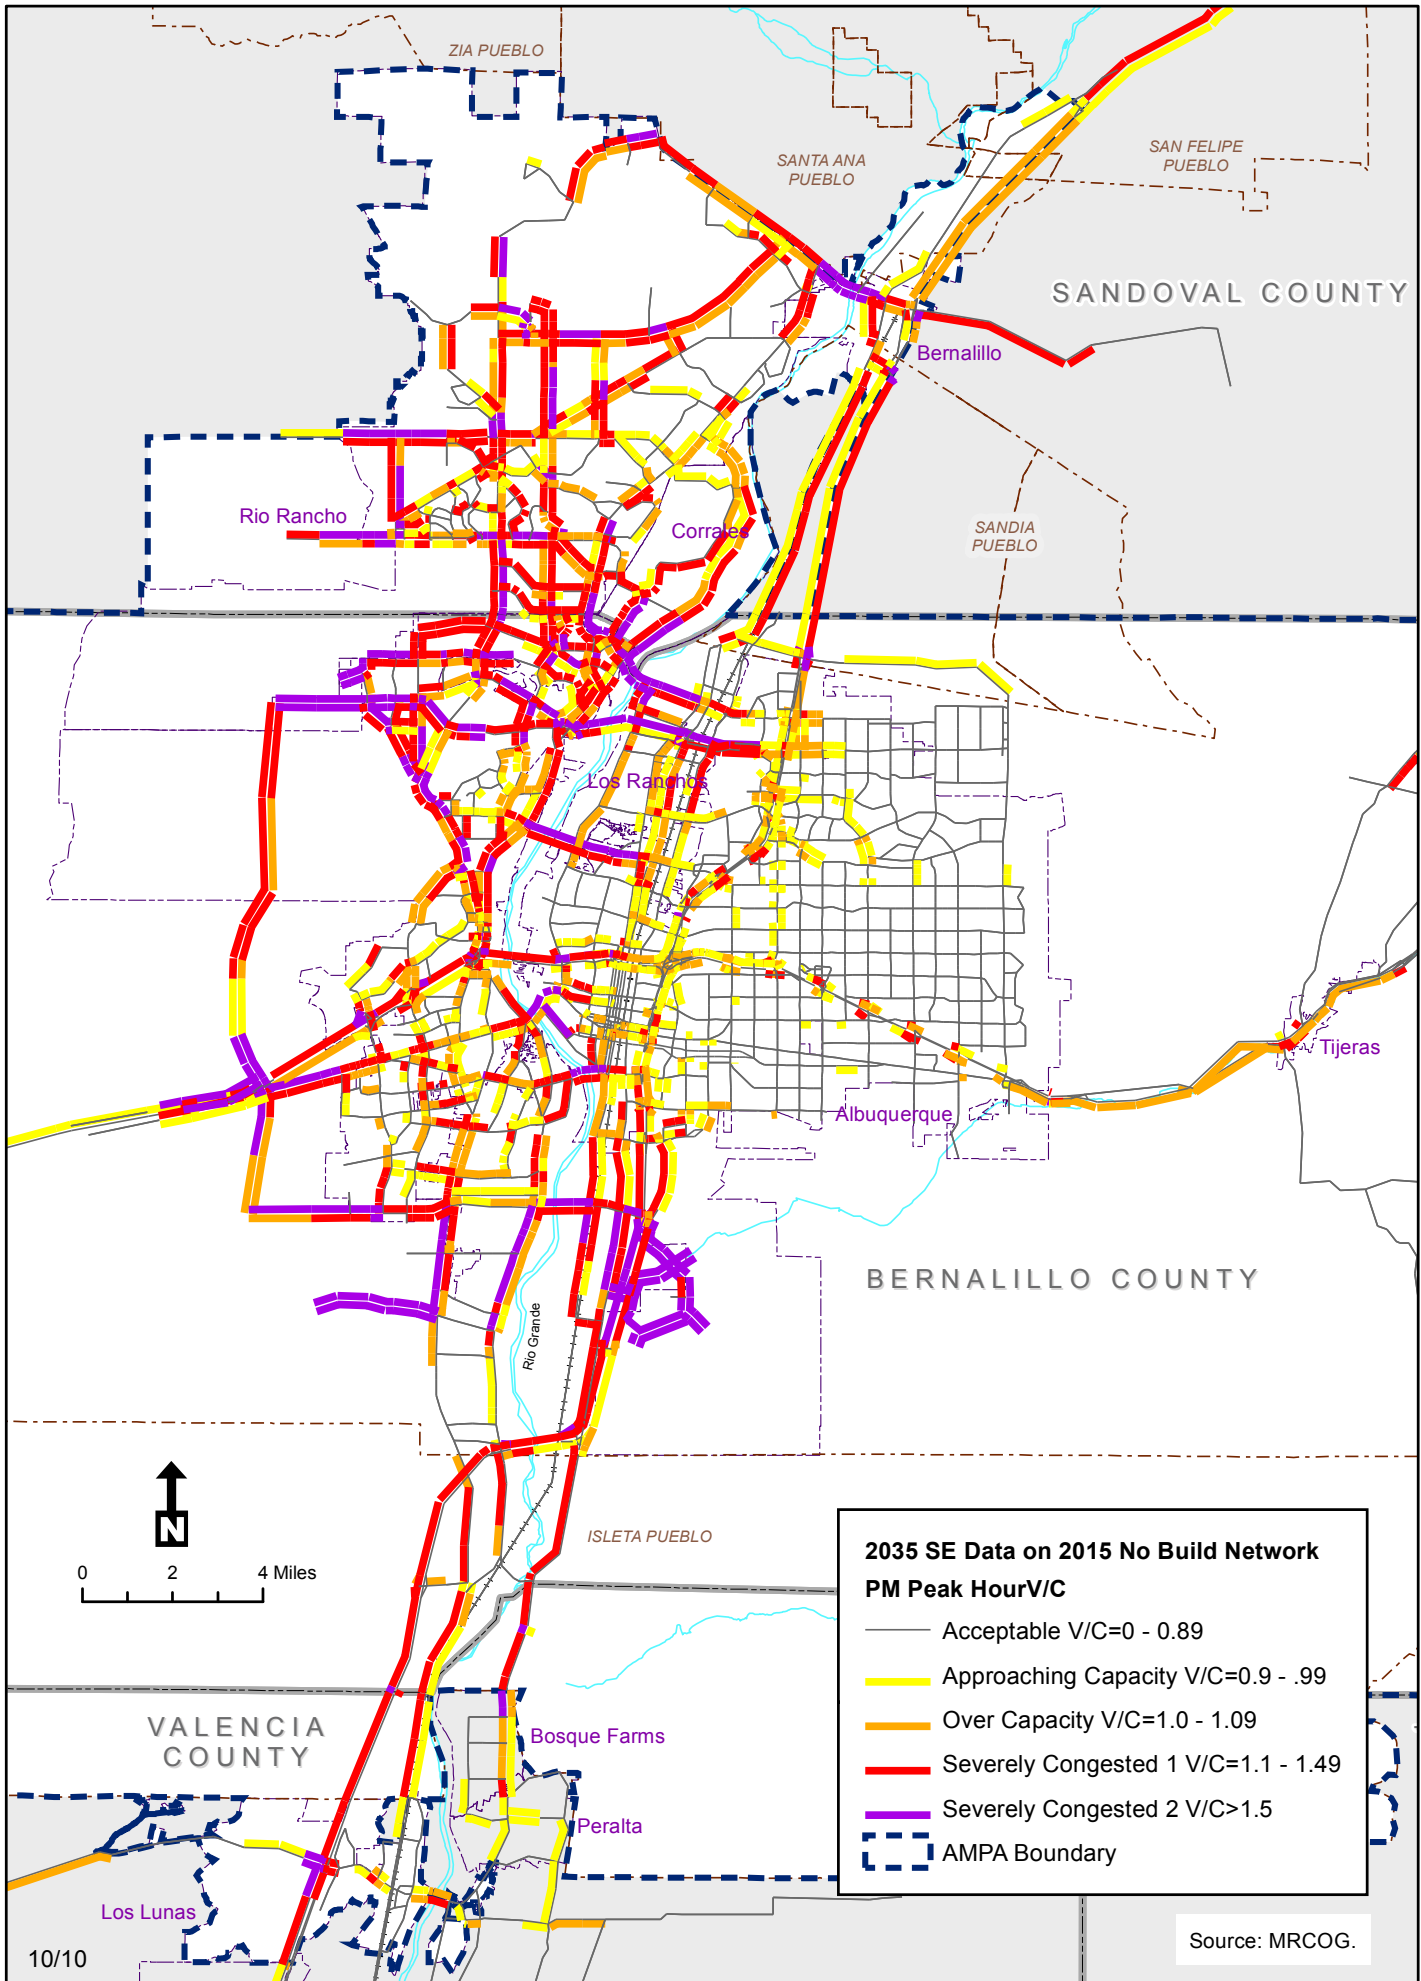 ZIA PUEBLO
SANTA ANA
PUEBLO
SAN FELIPE
PUEBLO
SANDOVAL COUNTY
Bernalillo
Rio Rancho
Corrales
SANDIA
PUEBLO
Los Ranchos
Tijeras
Albuquerque
BERNALILLO COUNTY
Rio Grande
N
0 2 4 Miles
ISLETA PUEBLO
2035 SE Data on 2015 No Build Network
PM Peak HourV/C
Acceptable V/C=0 - 0.89
Approaching Capacity V/C=0.9 - .99
Over Capacity V/C=1.0 - 1.09
Severely Congested 1 V/C=1.1 - 1.49
Severely Congested 2 V/C>1.5
AMPA Boundary
VALENCIA
COUNTY
Bosque Farms
Peralta
Los Lunas
10/10
Source: MRCOG.